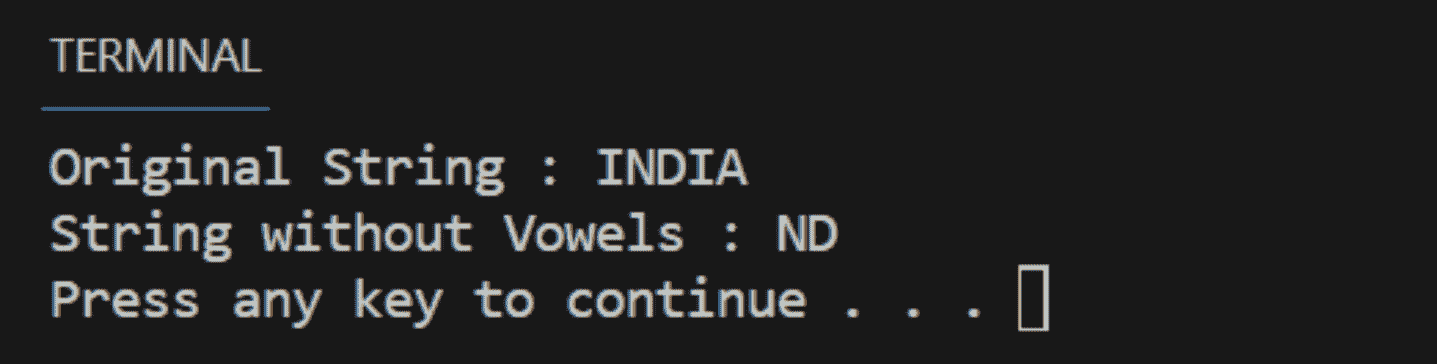 TERMINAL
Original String : INDIA
String without Vowels : ND
Press any key to continue . . .